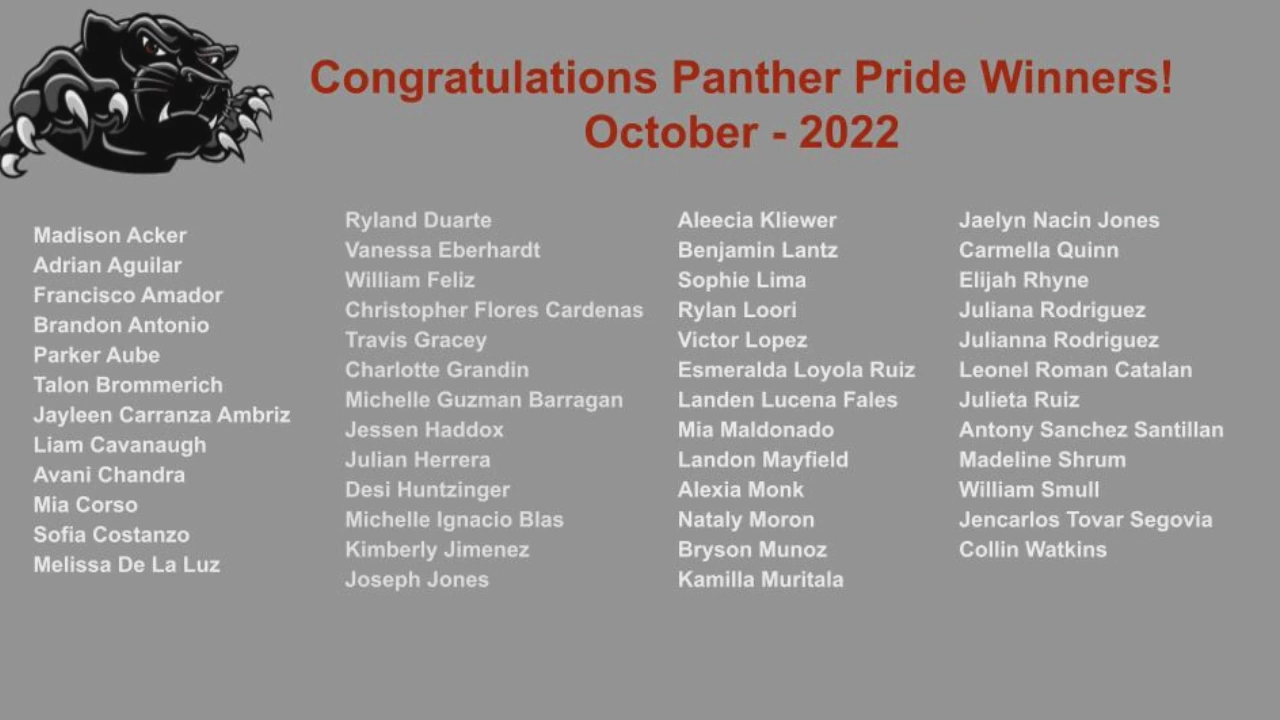 Congratulations Panther Pride Winners!
October - 2022
Madison Acker
Adrian Aguilar
Francisco Amador
Brandon Antonio
Parker Aube
Talon Brommerich
Jayleen Carranza Ambriz
Liam Cavanaugh
Avani Chandra
Mia Corso
Sofia Costanzo
Melissa De La Luz
Ryland Duarte
Vanessa Eberhardt
William Feliz
Christopher Flores Cardenas
Travis Gracey
Charlotte Grandin
Michelle Guzman Barragan
Jessen Haddox
Julian Herrera
Desi Huntzinger
Michelle Ignacio Blas
Kimberly Jimenez
Joseph Jones
Aleecia Kliewer
Benjamin Lantz
Sophie Lima
Rylan Loori
Victor Lopez
Esmeralda Loyola Ruiz
Landen Lucena Fales
Mia Maldonado
Landon Mayfield
Alexia Monk
Nataly Moron
Bryson Munoz
Kamilla Muritala
Jaelyn Nacin Jones
Carmella Quinn
Elijah Rhyne
Juliana Rodriguez
Julianna Rodriguez
Leonel Roman Catalan
Julieta Ruiz
Antony Sanchez Santillan
Madeline Shrum
William Smull
Jencarlos Tovar Segovia
Collin Watkins